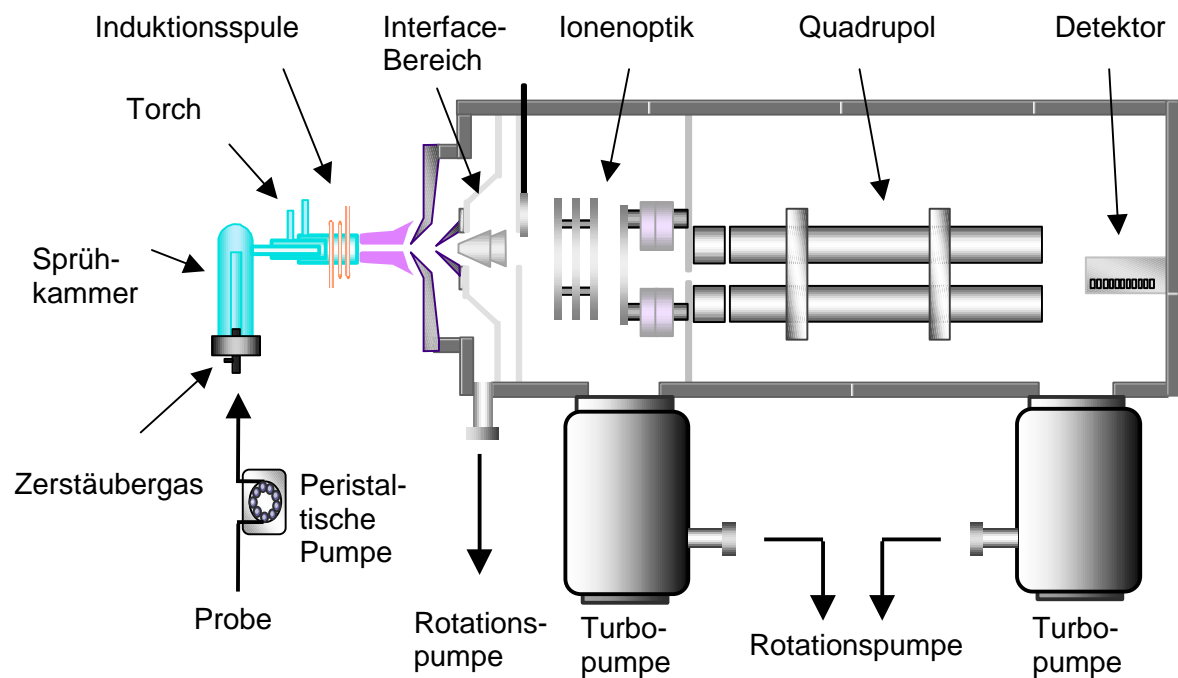 Induktionsspule
Interface-
Bereich
Ionenoptik
Quadrupol
Detektor
Torch
Sprüh-
kammer
Zerstäubergas
Peristal-
tische
Pumpe
Probe
Rotations-
pumpe
Turbo-
pumpe
Rotationspumpe
Turbo-
pumpe